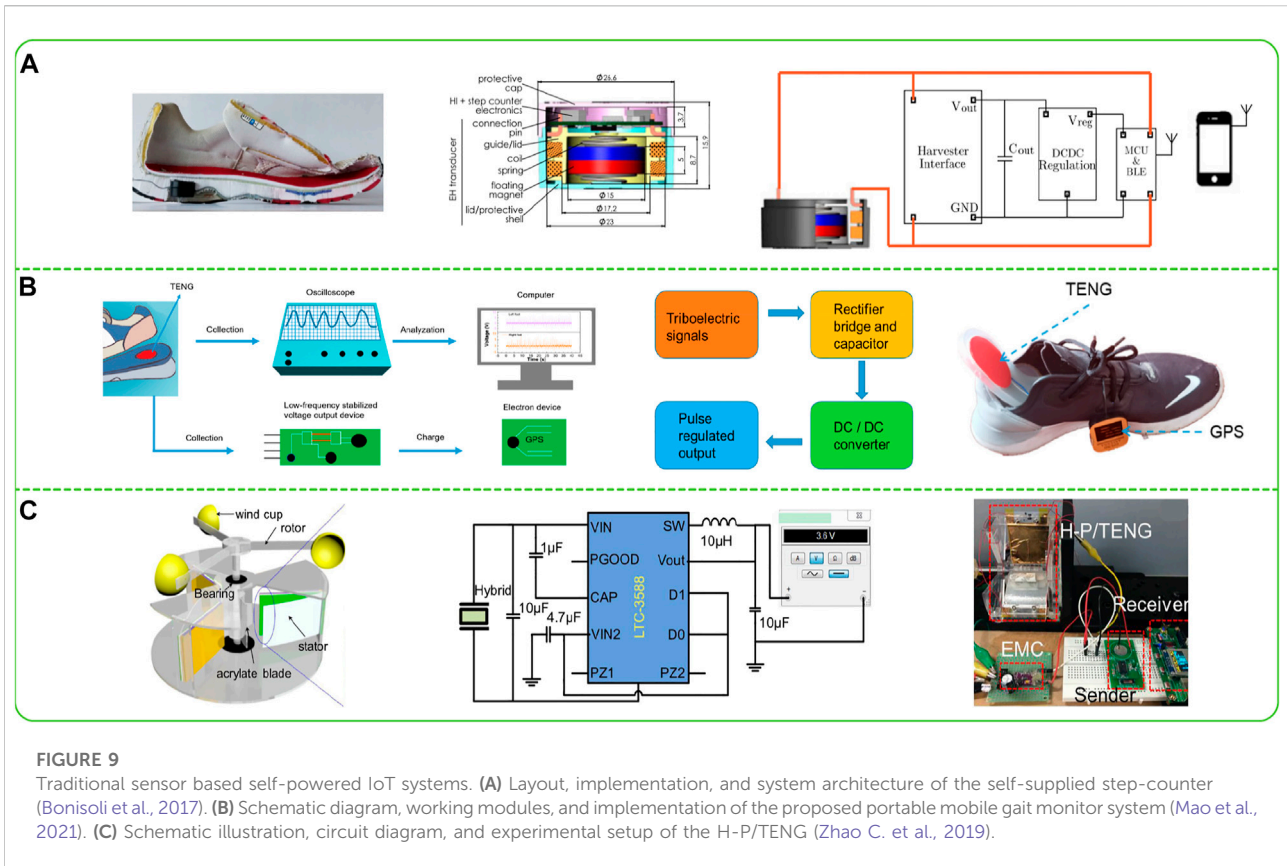 A
protective
cap
HI + step counter
electronics
connection
pin
guide/lid
coil
spring
floating
magnet
lid/protective
shell
EH transducer
Ø26,6
3,7
5
8,7
15,9
Ø15
Ø17,2
Ø23
Harvester
Interface
Vout
GND
Cout
Vreg
DCDC
Regulation
MCU
&
BLE
B
TENG
Collection
Oscilloscope
Analyzation
Computer
Voltage (V)
Time (s)
Collection
Low-frequency stabilized
voltage output device
Charge
Electron device
GPS
Triboelectric
signals
Rectifier
bridge and
capacitor
Pulse
regulated
output
DC / DC
converter
TENG
GPS
C
wind cup
rotor
Bearing
stator
acrylate blade
Hybrid
10μF
1μF
4.7μF
VIN
PGOOD
CAP
VIN2
PZ1
LTC-3588
SW
Vout
D1
D0
PZ2
10μH
10μF
3.6 V
A
V
Ω
dB
+
−
H-P/TENG
Receiver
EMC
Sender
FIGURE 9
Traditional sensor based self-powered IoT systems. (A) Layout, implementation, and system architecture of the self-supplied step-counter
(Bonisoli et al., 2017). (B) Schematic diagram, working modules, and implementation of the proposed portable mobile gait monitor system (Mao et al.,
2021). (C) Schematic illustration, circuit diagram, and experimental setup of the H-P/TENG (Zhao C. et al., 2019).